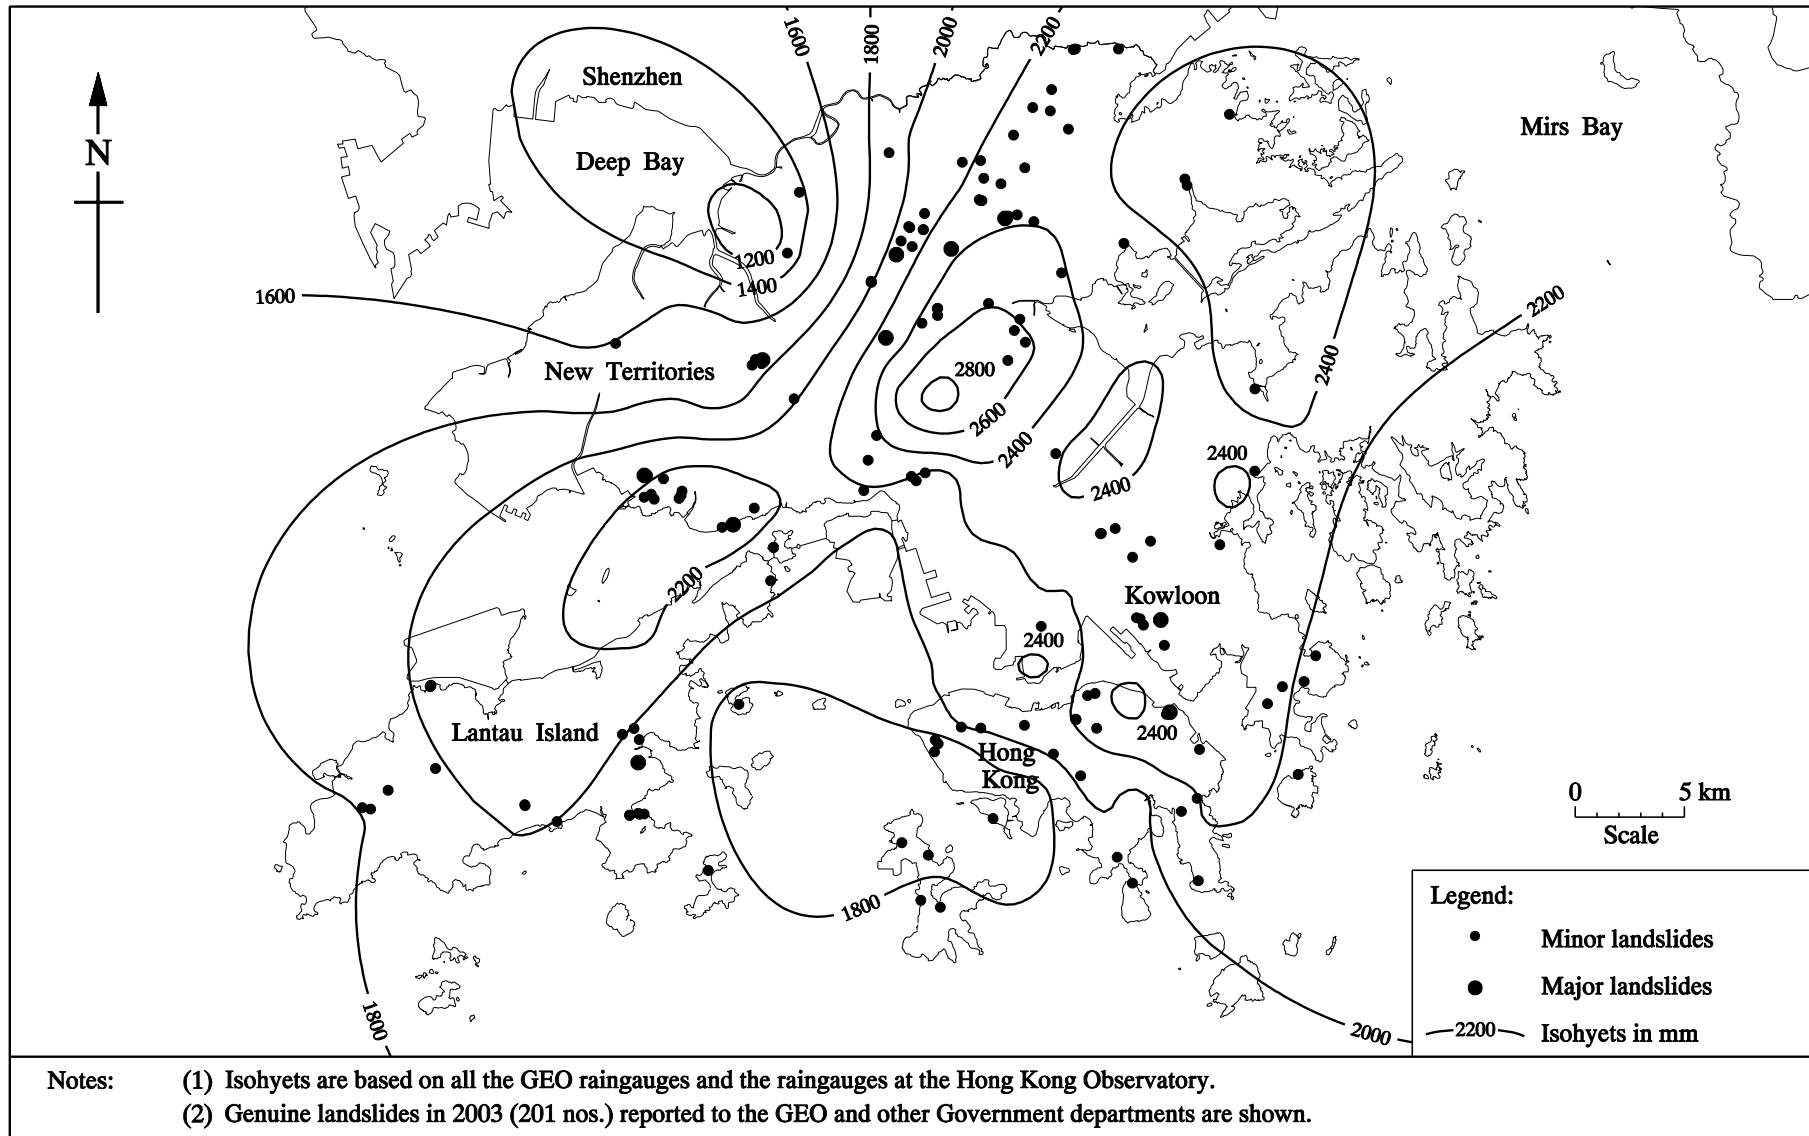 1600
1800
2000
2200
Shenzhen
Mirs Bay
N
Deep Bay
1200
1400
1600
2200
New Territories
2800
2400
2600
2400
2400
2400
2200
Kowloon
2400
Lantau Island
2400
Hong
Kong
0 5 km
Scale
1800
1800
2000
Legend:
Minor landslides
Major landslides
2200 Isohyets in mm
Notes: (1) Isohyets are based on all the GEO raingauges and the raingauges at the Hong Kong Observatory.
(2) Genuine landslides in 2003 (201 nos.) reported to the GEO and other Government departments are shown.